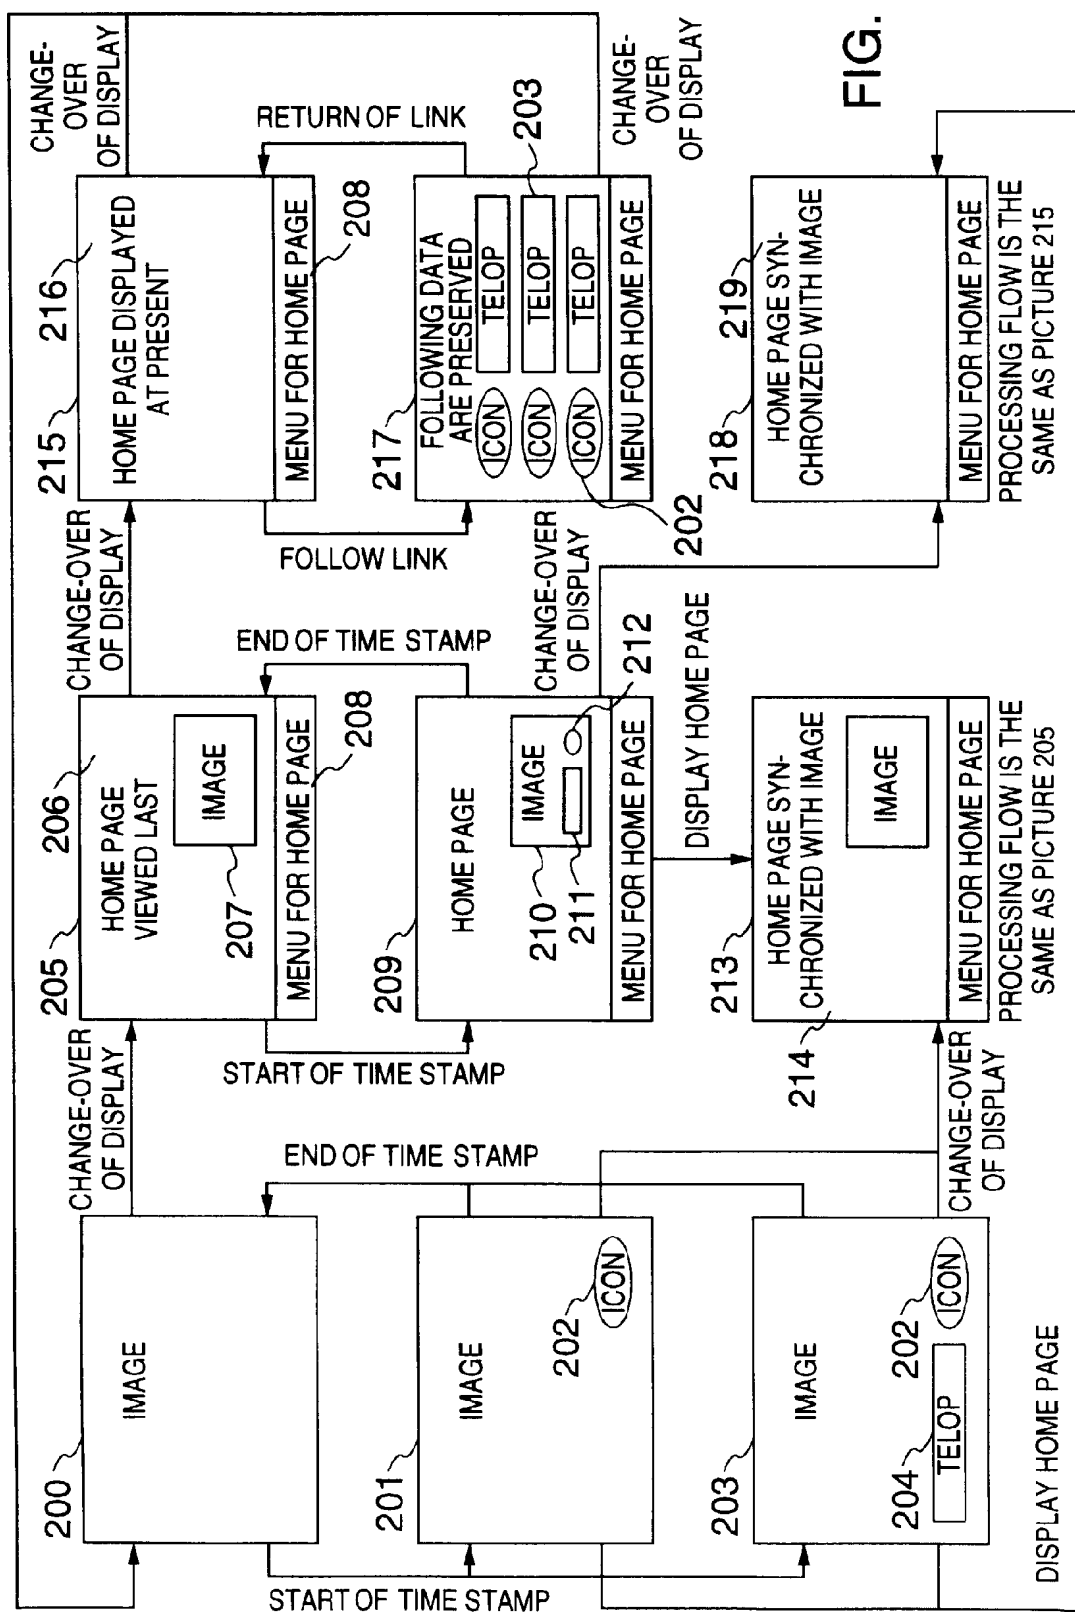 CHANGE-OVER
OF DISPLAY
CHANGE-OVER
OF DISPLAY
CHANGE-
OVER
OF DISPLAY
200
IMAGE
205
206
HOME PAGE
VIEWED LAST
IMAGE
207
MENU FOR HOME PAGE
208
215
216
HOME PAGE DISPLAYED
AT PRESENT
MENU FOR HOME PAGE
208
START OF TIME STAMP
END OF TIME STAMP
START OF TIME STAMP
END OF TIME STAMP
FOLLOW LINK
RETURN OF LINK
201
IMAGE
202
ICON
209
HOME PAGE
210
IMAGE
211
212
MENU FOR HOME PAGE
CHANGE-OVER
OF DISPLAY
217
FOLLOWING DATA
ARE PRESERVED
ICON
TELOP
ICON
TELOP
ICON
TELOP
203
202
MENU FOR HOME PAGE
CHANGE-
OVER
OF DISPLAY
DISPLAY HOME PAGE
203
IMAGE
204
TELOP
202
ICON
CHANGE-OVER
OF DISPLAY
213
214
HOME PAGE SYN-
CHRONIZED WITH IMAGE
IMAGE
MENU FOR HOME PAGE
PROCESSING FLOW IS THE
SAME AS PICTURE 205
218
219
HOME PAGE SYN-
CHRONIZED WITH IMAGE
MENU FOR HOME PAGE
PROCESSING FLOW IS THE
SAME AS PICTURE 215
DISPLAY HOME PAGE
FIG.